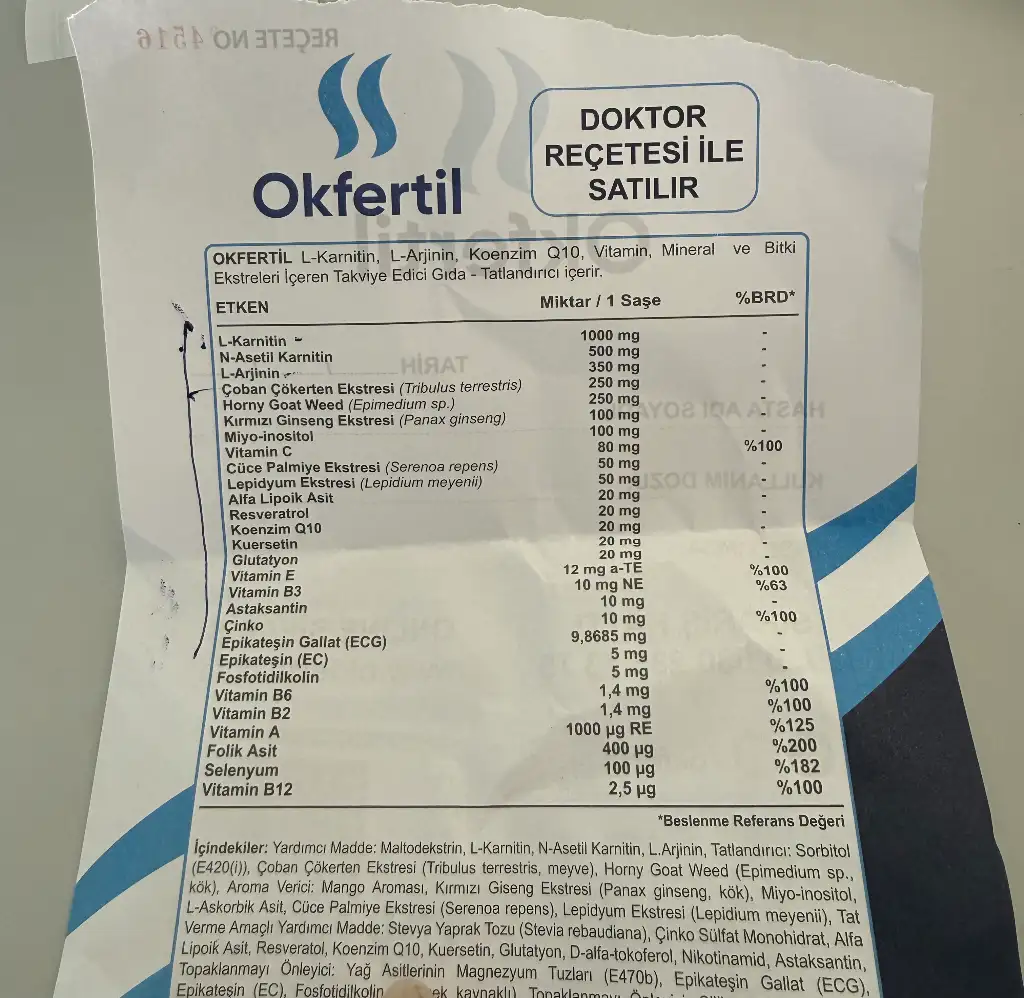 REÇETE NO 4516
Okfertil
DOKTOR
REÇETESİ İLE
SATILIR
OKFERTİL L-Karnitin, L-Arjinin, Koenzim Q10, Vitamin, Mineral ve Bitki
Ekstreleri İçeren Takviye Edici Gıda - Tatlandırıcı içerir.
ETKEN Miktar / 1 Saşe %BRD*
L-Karnitin 1000 mg -
N-Asetil Karnitin 500 mg -
L-Arjinin 350 mg -
Çoban Çökerten Ekstresi (Tribulus terrestris) 250 mg -
Horny Goat Weed (Epimedium sp.) 250 mg -
Kırmızı Ginseng Ekstresi (Panax ginseng) 100 mg -
Miyo-inositol 100 mg -
Vitamin C 80 mg %100
Cüce Palmiye Ekstresi (Serenoa repens) 50 mg -
Lepidyum Ekstresi (Lepidium meyenii) 50 mg -
Alfa Lipoik Asit 20 mg -
Resveratrol 20 mg -
Koenzim Q10 20 mg -
Kuersetin 20 mg -
Glutatyon 20 mg -
Vitamin E 12 mg a-TE %100
Vitamin B3 10 mg NE %63
Astaksantin 10 mg -
Çinko 10 mg %100
Epikateşin Gallat (ECG) 9,8685 mg -
Epikateşin (EC) 5 mg -
Fosfotidilkolin 5 mg -
Vitamin B6 1,4 mg %100
Vitamin B2 1,4 mg %100
Vitamin A 1000 µg RE %125
Folik Asit 400 µg %200
Selenyum 100 µg %182
Vitamin B12 2,5 µg %100
*Beslenme Referans Değeri
İçindekiler: Yardımcı Madde: Maltodekstrin, L-Karnitin, N-Asetil Karnitin, L.Arjinin, Tatlandırıcı: Sorbitol
(E420(i)), Çoban Çökerten Ekstresi (Tribulus terrestris, meyve), Horny Goat Weed (Epimedium sp.,
kök), Aroma Verici: Mango Aroması, Kırmızı Giseng Ekstresi (Panax ginseng, kök), Miyo-inositol,
L-Askorbik Asit, Cüce Palmiye Ekstresi (Serenoa repens), Lepidyum Ekstresi (Lepidium meyenii), Tat
Verme Amaçlı Yardımcı Madde: Stevya Yaprak Tozu (Stevia rebaudiana), Çinko Sülfat Monohidrat, Alfa
Lipoik Asit, Resveratol, Koenzim Q10, Kuersetin, Glutatyon, D-alfa-tokoferol, Nikotinamid, Astaksantin,
Topaklanmayı Önleyici: Yağ Asitlerinin Magnezyum Tuzları (E470b), Epikateşin Gallat (ECG),
Epikateşin (EC), Fosfotidilkolin kaynaklı)